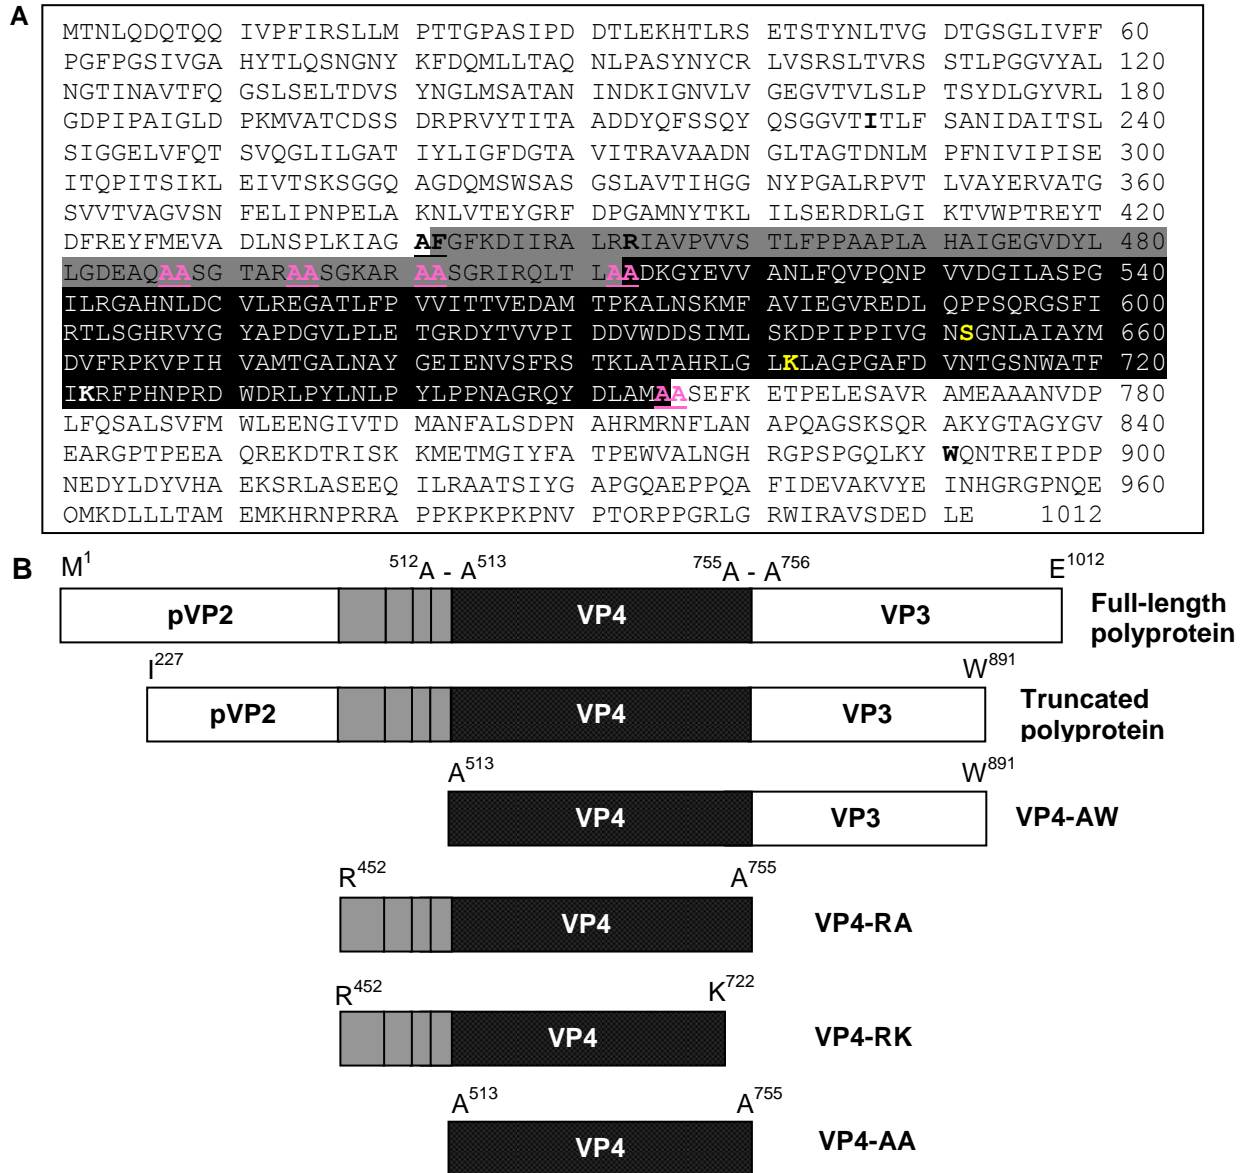 A
MTNLQDQTQQ IVPFIRSLLM PTTGPASIPD DTLEKHTLRS ETSTYNLTVG DTGSGLIVFF 60
PGFPGSIVGA HYTLQSNGNY KFDQMLLTAQ NLPASYNYCR LVSRSLTVRS STLPGGVYAL 120
NGTINAVTFQ GSLSELTDVS YNGLMSATAN INDKIGNVLV GEGVTVLSLP TSYDLGYVRL 180
GDPIPAIGLD PKMVATCDSS DRPRVYTITA ADDYQFSSQY QSGGVTITLF SANIDAITSL 240
SIGGELVFQT SVQGLILGAT IYLIGFDGTA VITRAVAADN GLTAGTDNLM PFNIVIPISE 300
ITQPITSIKL EIVTSKSGGQ AGDQMSWSAS GSLAVTIHGG NYPGALRPVT LVAYERVATG 360
SVVTVAGVSN FELIPNPELA KNLVTEYGRF DPGAMNYTKL ILSERDRLGI KTVWPTREYT 420
DFREYFMEVA DLNSPLKIAG AFGFKDIIRA LRRIAVPVVS TLFPPAAPLA HAIGEGVDYL 480
LGDEAQAASG TARAASGKAR AASGRIRQLT LAADKGYEVV ANLFQVPQNP VVDGILASPG 540
ILRGAHNLDC VLREGATLFP VVITTVEDAM TPKALNSKMF AVIEGVREDL QPPSQRGSFI 600
RTLSGHRVYG YAPDGVLPLE TGRDYTVVPI DDVWDDSIML SKDPIPPIVG NSGNLAIAYM 660
DVFRPKVPIH VAMTGALNAY GEIENVSFRS TKLATAHRLG LKLAGPGAFD VNTGSNWATF 720
IKRFPHNPRD WDRLPYLNLP YLPPNAGRQY DLAMAASEFK ETPELESAVR AMEAAANVDP 780
LFQSALSVFM WLEENGIVTD MANFALSDPN AHRMRNFLAN APQAGSKSQR AKYGTAGYGV 840
EARGPTPEEA QREKDTRISK KMETMGIYFA TPEWVALNGH RGPSPGQLKY WQNTREIPDP 900
NEDYLDYVHA EKSRLASEEQ ILRAATSIYG APGQAEPPQA FIDEVAKVYE INHGRGPNQE 960
QMKDLLLTAM EMKHRNPRRA PPKPKPKPNV PTQRPPGRLG RWIRAVSDED LE 1012
B
M1 512A - A513 755A - A756 E1012
pVP2 VP4 VP3 Full-length
polyprotein
I227 W891
pVP2 VP4 VP3 Truncated
polyprotein
A513 W891
VP4 VP3 VP4-AW
R452 A755
VP4 VP4-RA
R452 K722
VP4 VP4-RK
A513 A755
VP4 VP4-AA